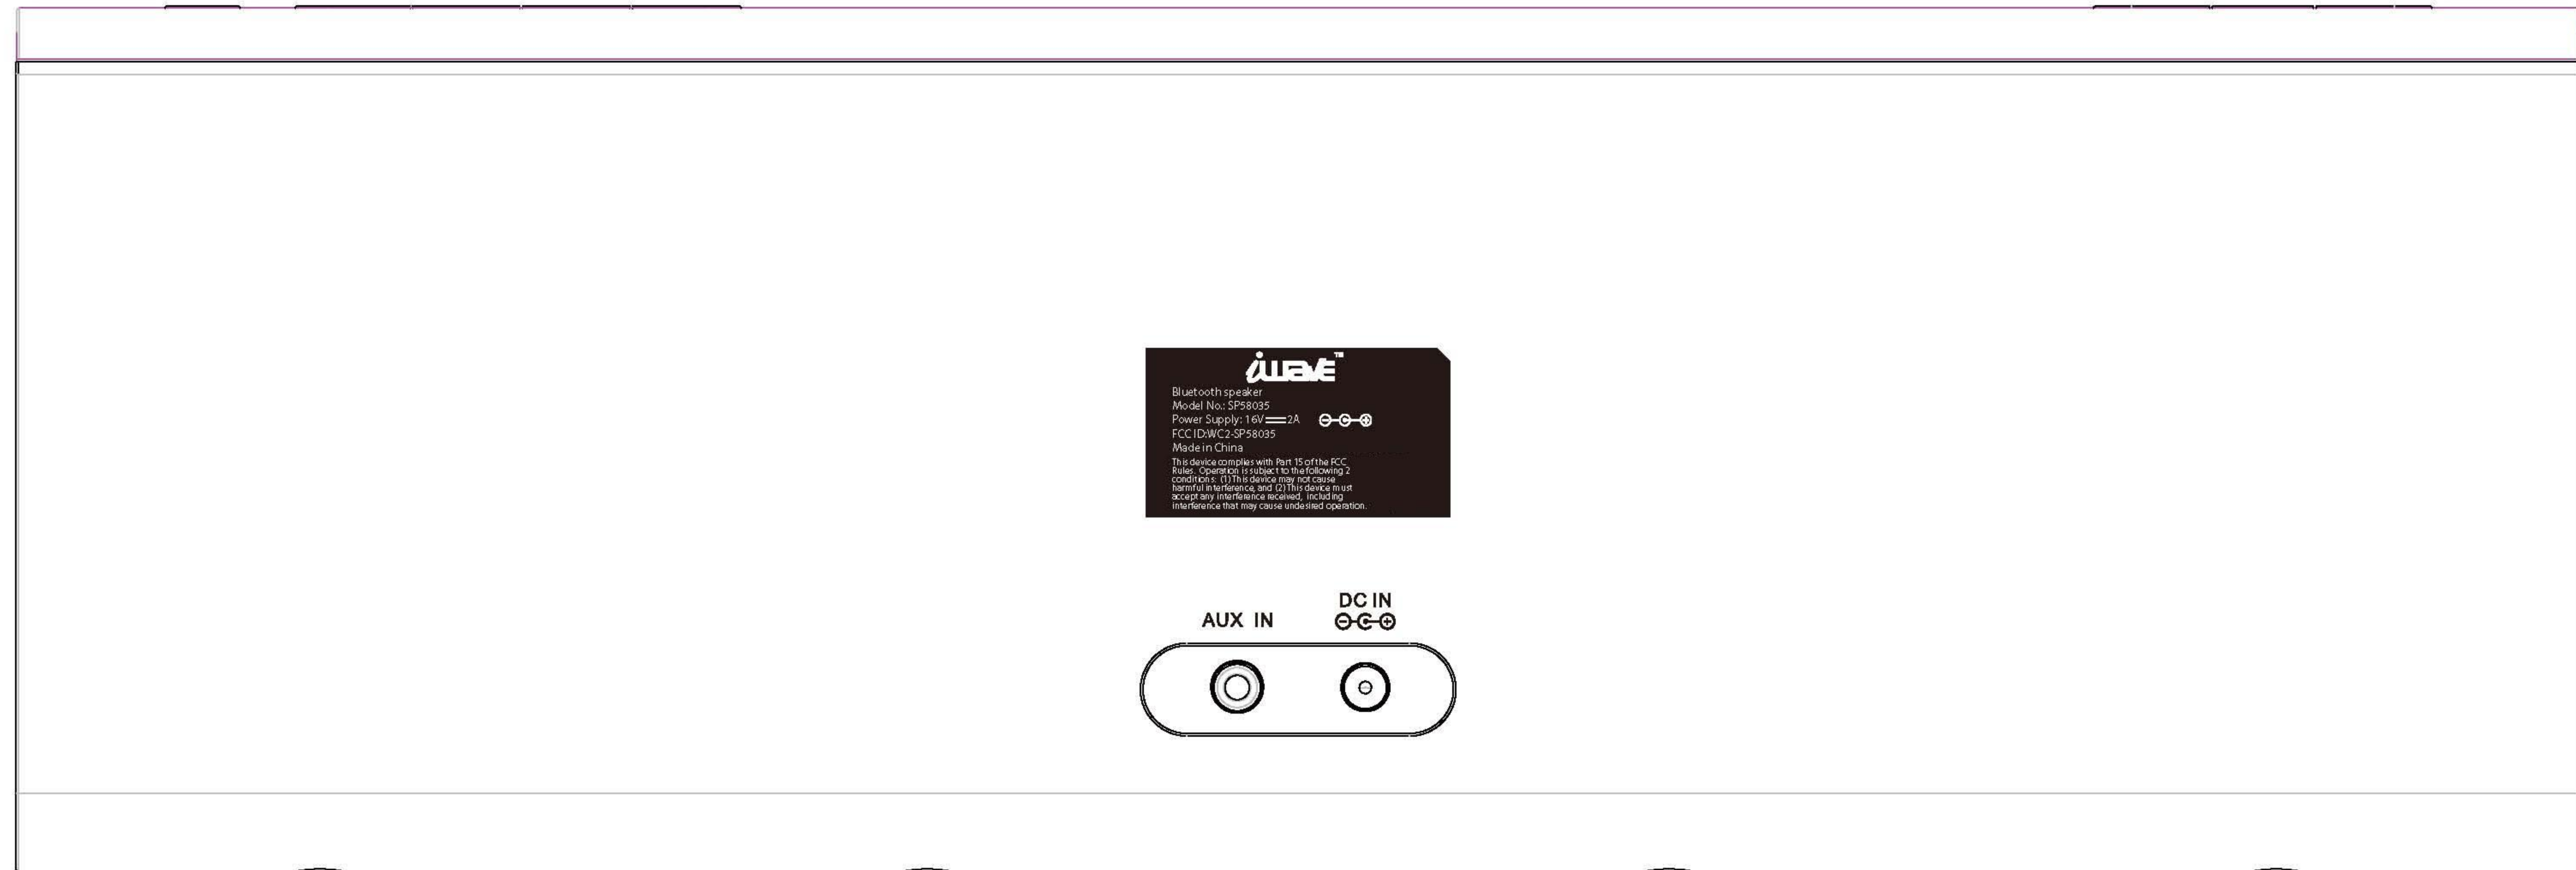 iwave™
Bluetooth speaker
Model No.: SP58035
Power Supply: 16V⎓2A
FCC ID:WC2-SP58035
Made in China
This device complies with Part 15 of the FCC
Rules. Operation is subject to the following 2
conditions: (1) This device may not cause
harmful interference, and (2) This device must
accept any interference received, including
interference that may cause undesired operation.
AUX IN
DC IN